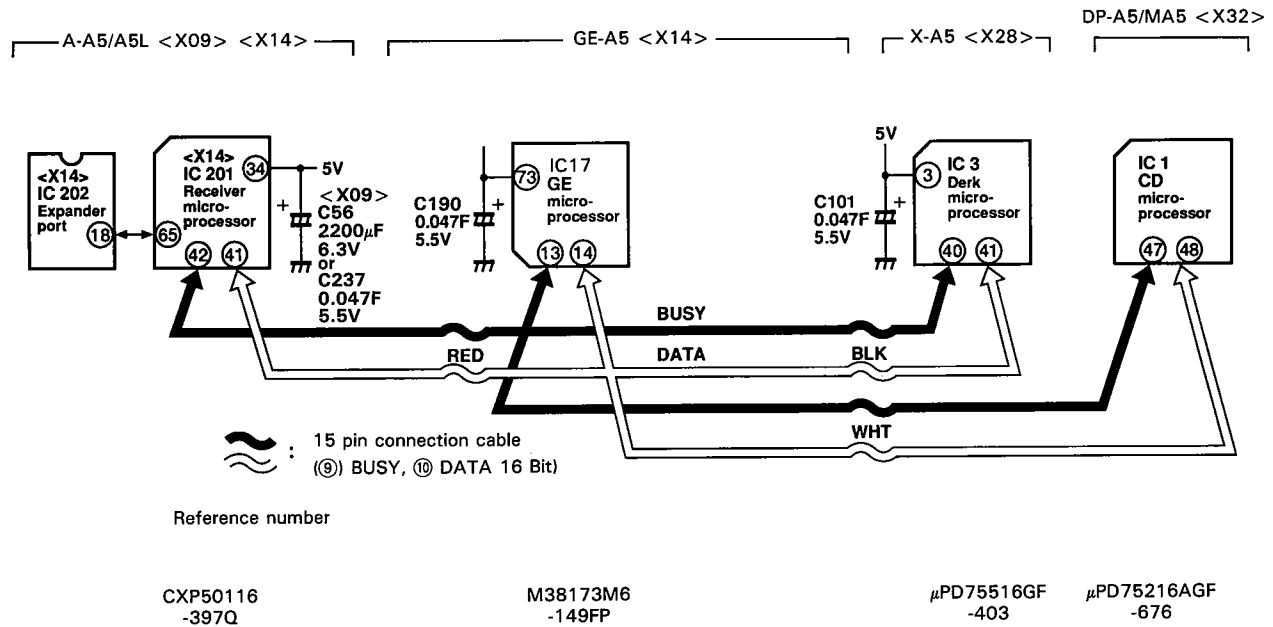 A-A5/A5L <X09> <X14>
GE-A5 <X14>
X-A5 <X28>
DP-A5/MA5 <X32>
<X14>
IC 202
Expander
port
18
<X14>
IC 201
Receiver
micro-
processor
34
65
42
41
5V
+
<X09>
C56
2200μF
6.3V
or
C237
0.047F
5.5V
C190
0.047F
5.5V
+
73
IC17
GE
micro-
processor
13
14
5V
C101
0.047F
5.5V
+
3
IC 3
Derk
micro-
processor
40
41
IC 1
CD
micro-
processor
47
48
BUSY
RED
DATA
BLK
WHT
: 15 pin connection cable
(⑨) BUSY, ⑩ DATA 16 Bit)
Reference number
CXP50116
-397Q
M38173M6
-149FP
μPD75516GF
-403
μPD75216AGF
-676